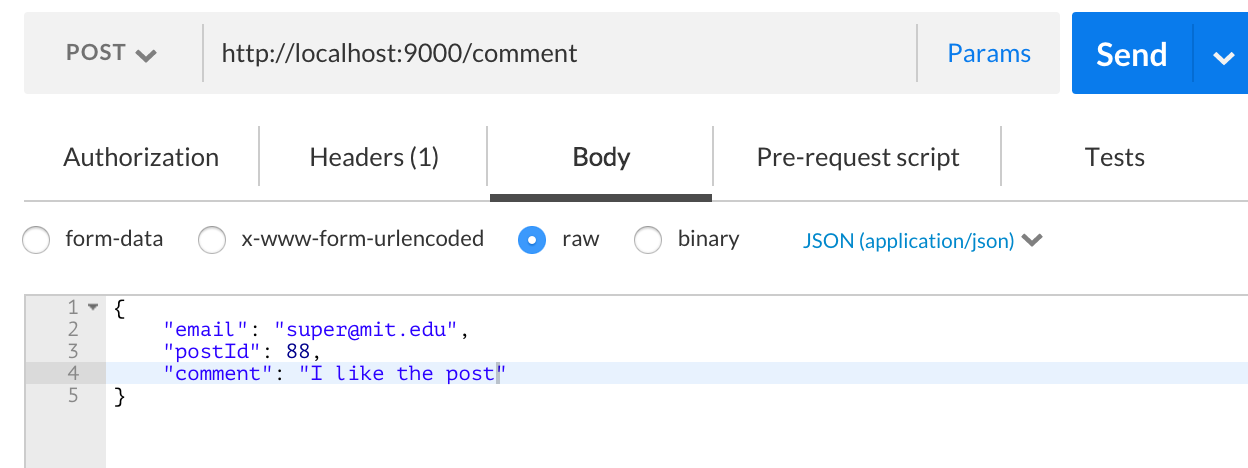 POST http://localhost:9000/comment Params Send
Authorization Headers (1) Body Pre-request script Tests
form-data x-www-form-urlencoded raw binary JSON (application/json)
1 {
2 "email": "super@mit.edu",
3 "postId": 88,
4 "comment": "I like the post"
5 }